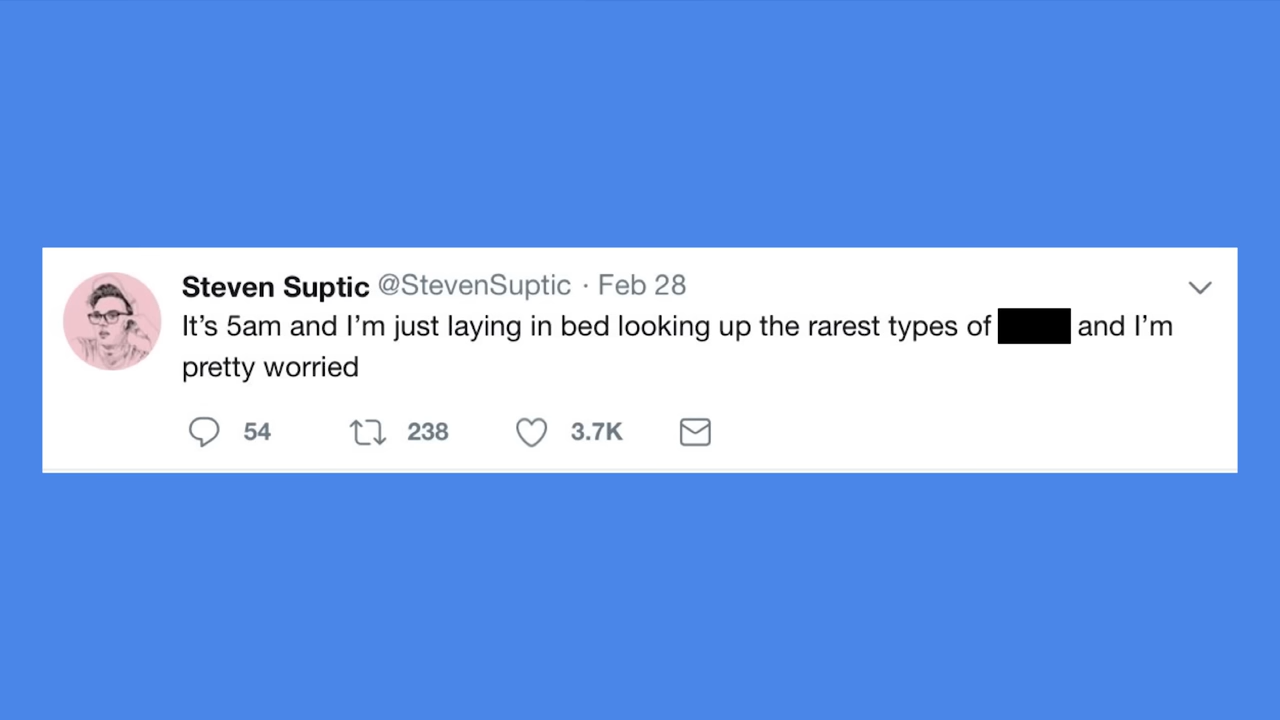 Steven Suptic @StevenSuptic · Feb 28
It’s 5am and I’m just laying in bed looking up the rarest types of and I’m
pretty worried
54 238 3.7K